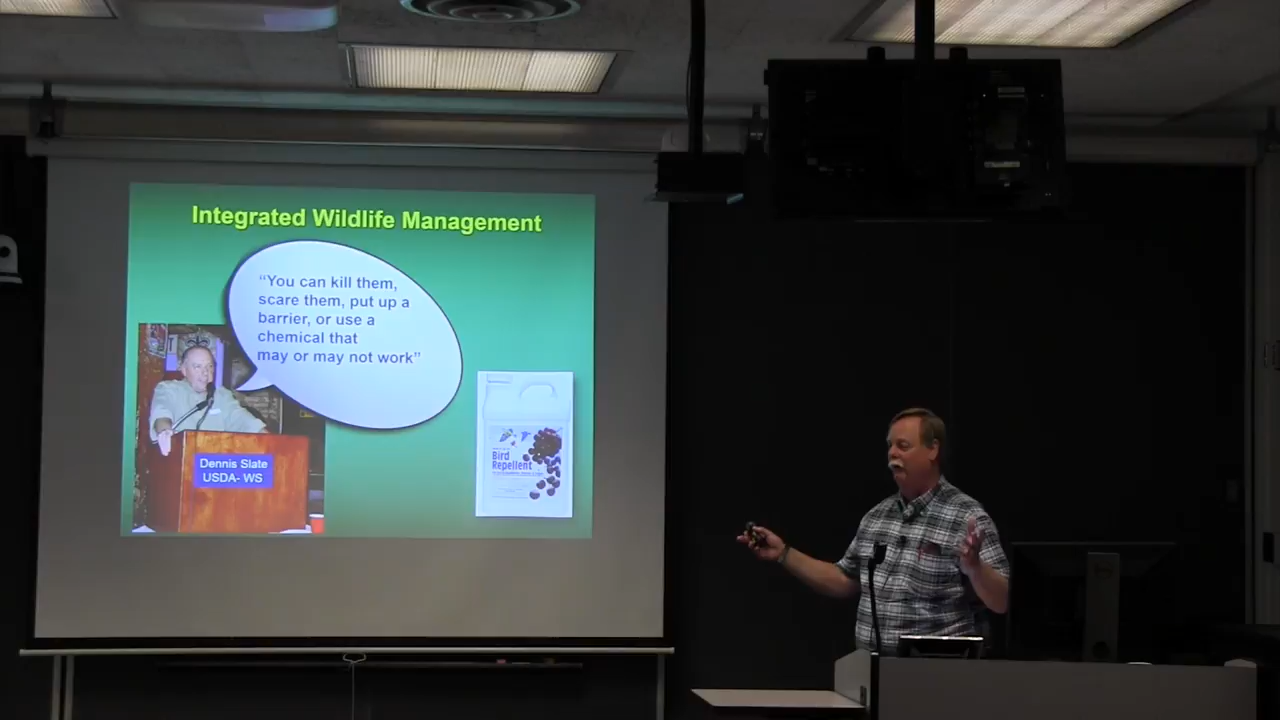 Integrated Wildlife Management
“You can kill them,
scare them, put up a
barrier, or use a
chemical that
may or may not work”
Dennis Slate
USDA- WS
Bird
Repellent